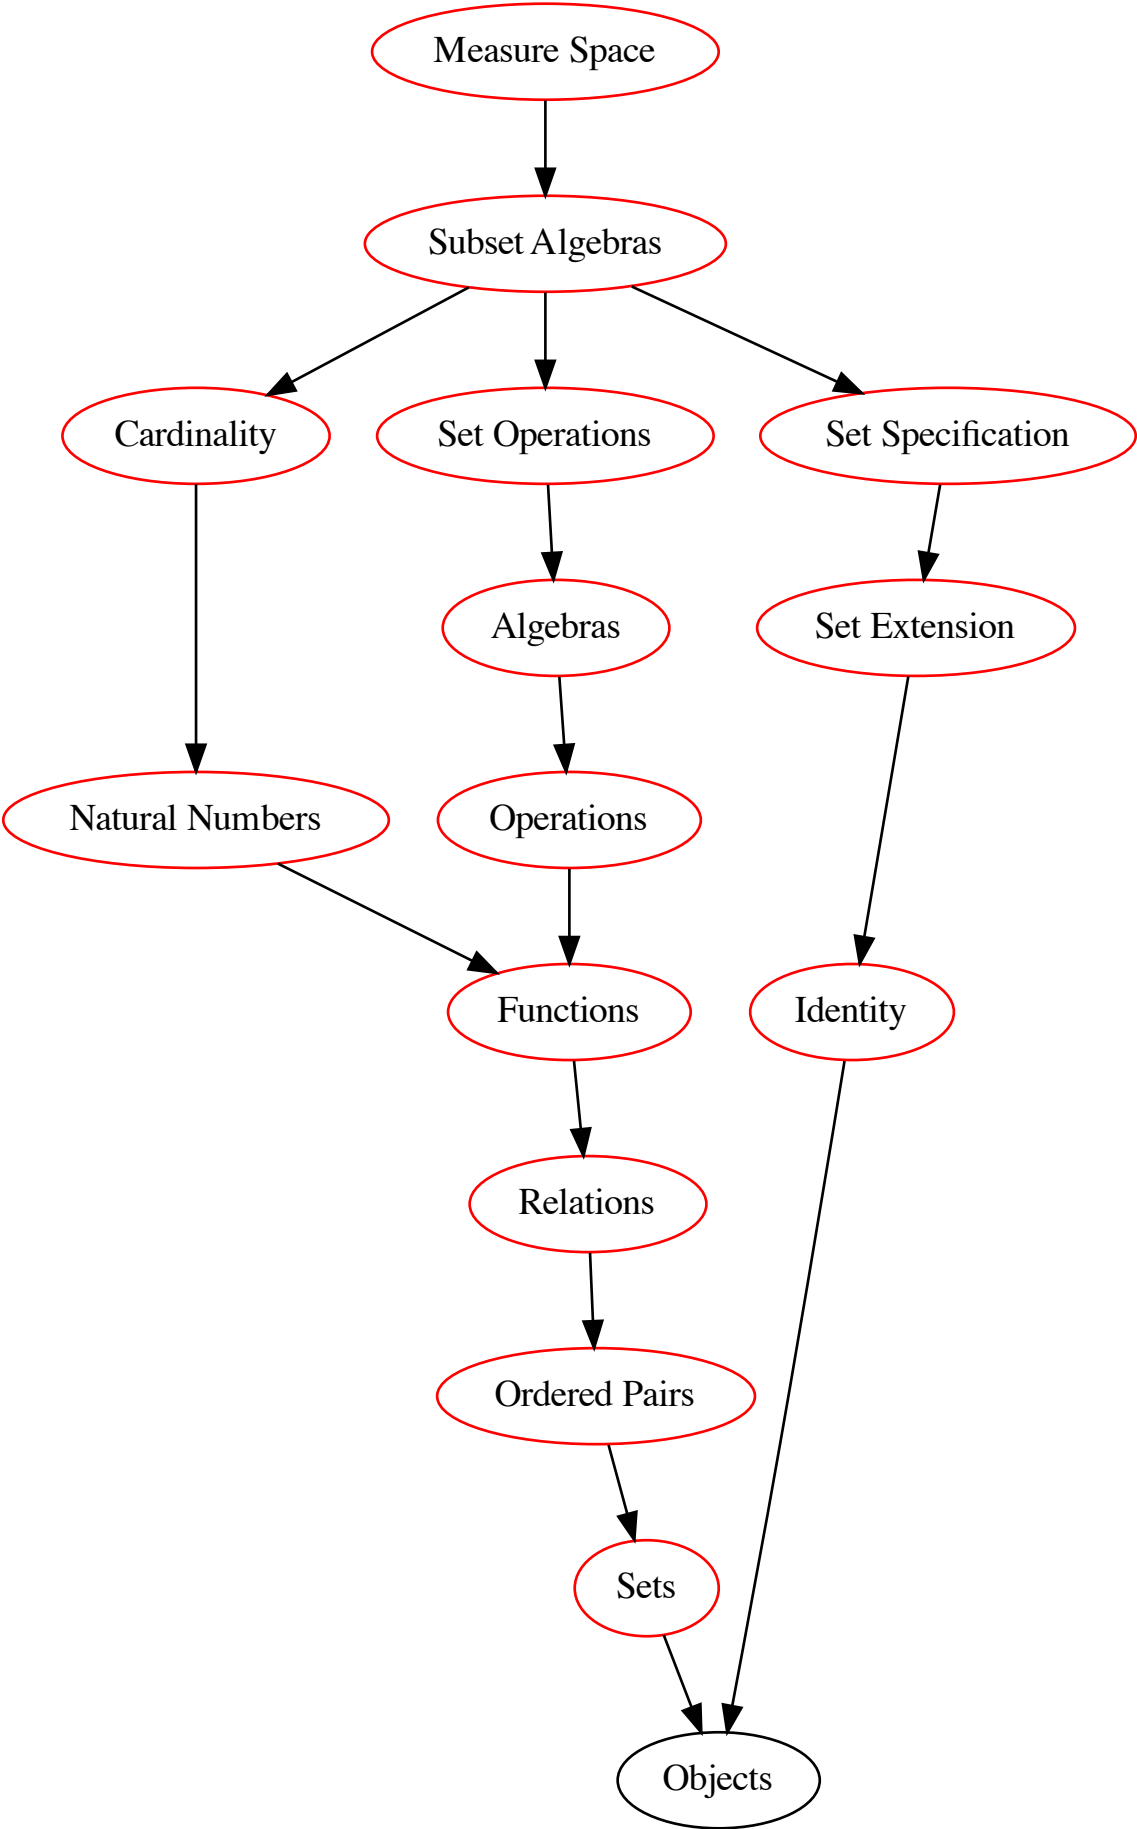 Measure Space
Subset Algebras
Cardinality
Set Operations
Set Specification
Algebras
Set Extension
Natural Numbers
Operations
Functions
Identity
Relations
Ordered Pairs
Sets
Objects